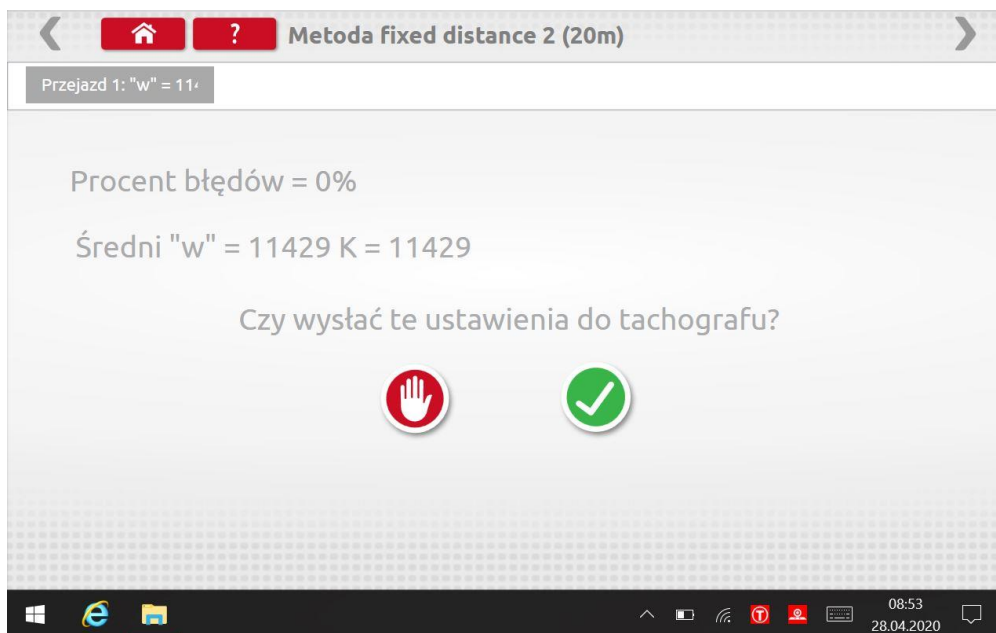 ? Metoda fixed distance 2 (20m)
Przejazd 1: "w" = 114
Procent błędów = 0%
Średni "w" = 11429 K = 11429
Czy wysłać te ustawienia do tachografu?
08:53
28.04.2020